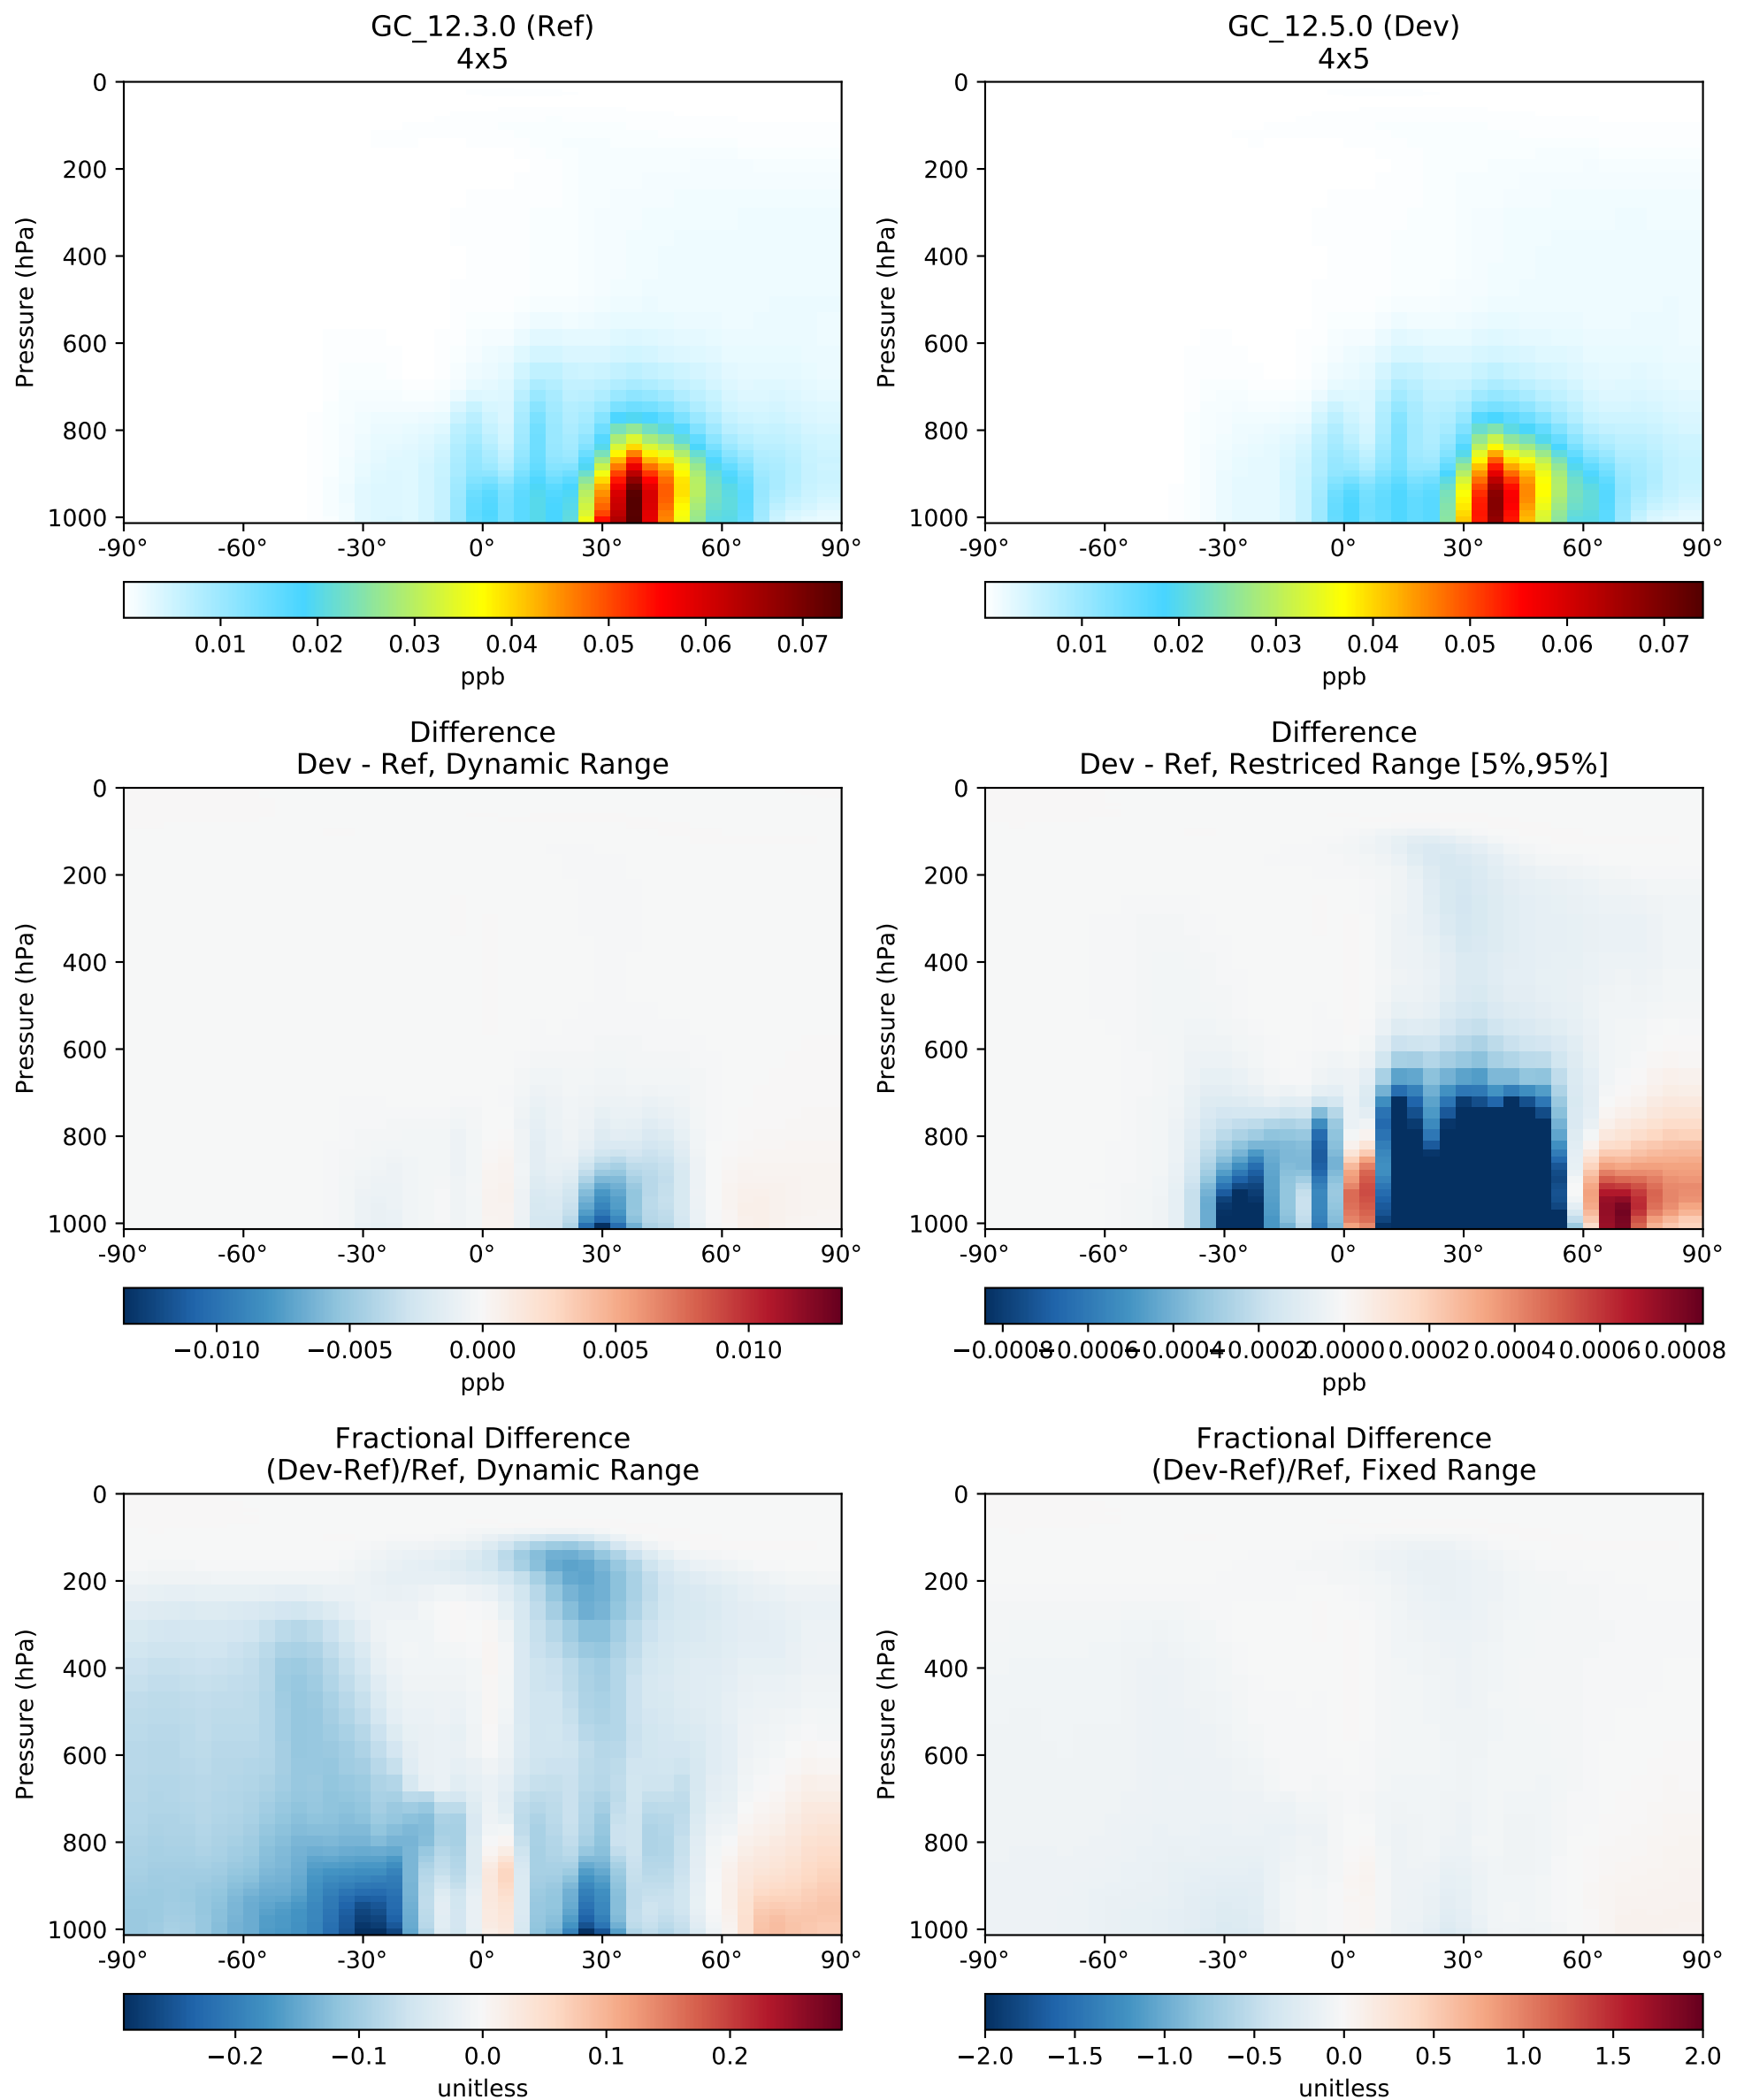 GC_12.3.0 (Ref)
4x5
0
200
400
600
800
1000
Pressure (hPa)
-90° -60° -30° 0° 30° 60° 90°
0.01 0.02 0.03 0.04 0.05 0.06 0.07
ppb
GC_12.5.0 (Dev)
4x5
0
200
400
600
800
1000
Pressure (hPa)
-90° -60° -30° 0° 30° 60° 90°
0.01 0.02 0.03 0.04 0.05 0.06 0.07
ppb
Difference
Dev - Ref, Dynamic Range
0
200
400
600
800
1000
Pressure (hPa)
-90° -60° -30° 0° 30° 60° 90°
−0.010 −0.005 0.000 0.005 0.010
ppb
Difference
Dev - Ref, Restriced Range [5%,95%]
0
200
400
600
800
1000
Pressure (hPa)
-90° -60° -30° 0° 30° 60° 90°
−0.0008 −0.0006 −0.0004 −0.0002 0.0000 0.0002 0.0004 0.0006 0.0008
ppb
Fractional Difference
(Dev-Ref)/Ref, Dynamic Range
0
200
400
600
800
1000
Pressure (hPa)
-90° -60° -30° 0° 30° 60° 90°
−0.2 −0.1 0.0 0.1 0.2
unitless
Fractional Difference
(Dev-Ref)/Ref, Fixed Range
0
200
400
600
800
1000
Pressure (hPa)
-90° -60° -30° 0° 30° 60° 90°
−2.0 −1.5 −1.0 −0.5 0.0 0.5 1.0 1.5 2.0
unitless